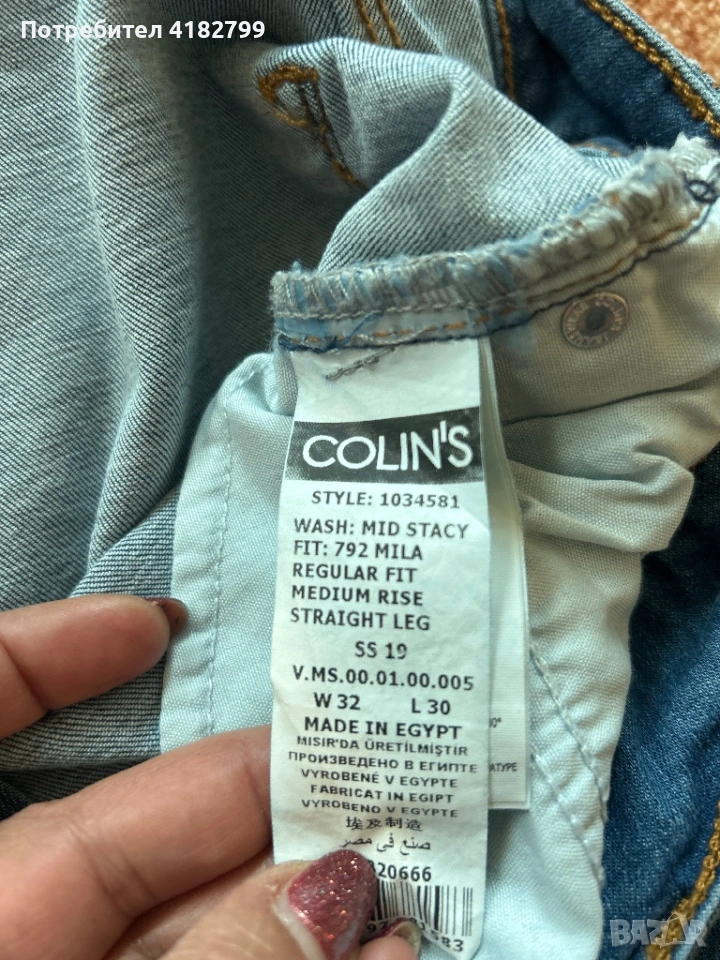 Потребител 4182799
COLIN'S
STYLE: 1034581
WASH: MID STACY
FIT: 792 MILA
REGULAR FIT
MEDIUM RISE
STRAIGHT LEG
SS 19
V.MS.00.01.00.005
W 32 L 30
MADE IN EGYPT
MISIR'DA ÜRETİLMİŞTİR
ПРОИЗВЕДЕНО В ЕГИПТЕ
VYROBENÉ V EGYPTE
FABRICAT IN EGIPT
VYROBENO V EGYPTE
埃及制造
صنع في مصر
20666
BAZAR